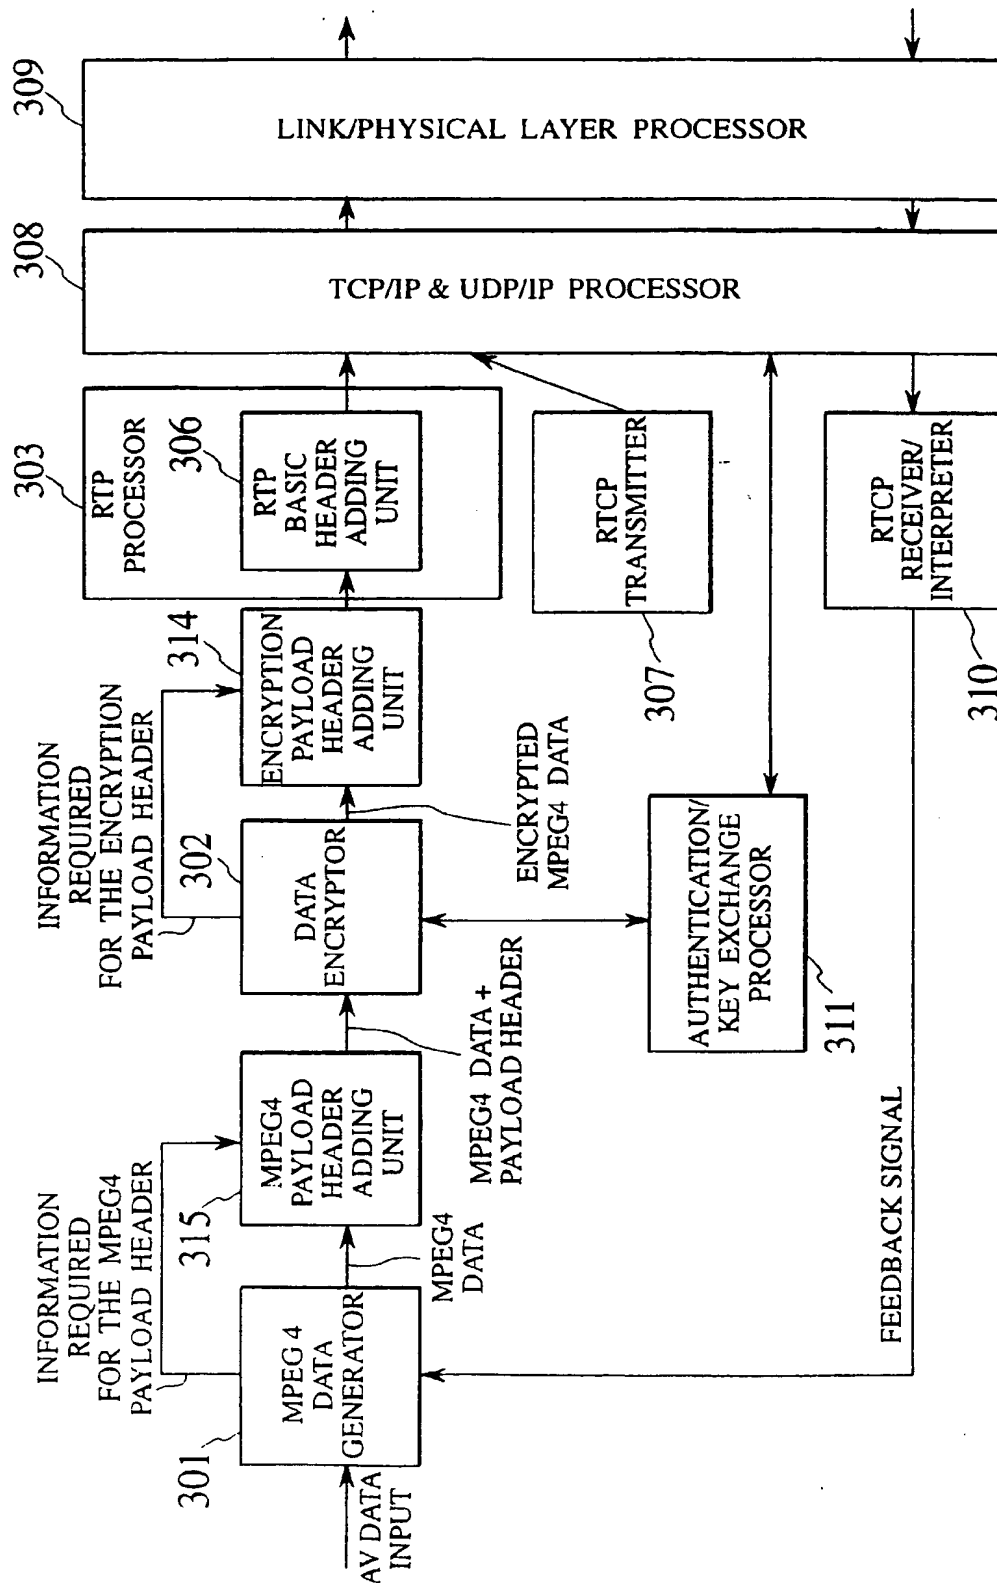 INFORMATION
REQUIRED
FOR THE MPEG4
PAYLOAD HEADER
INFORMATION
REQUIRED
FOR THE ENCRYPTION
PAYLOAD HEADER
301
315
302
314
303
308
309
AV DATA
INPUT
MPEG 4
DATA
GENERATOR
MPEG4
DATA
MPEG4
PAYLOAD
HEADER
ADDING
UNIT
MPEG4 DATA +
PAYLOAD HEADER
DATA
ENCRYPTOR
ENCRYPTED
MPEG4 DATA
ENCRYPTION
PAYLOAD
HEADER
ADDING
UNIT
RTP
PROCESSOR
306
RTP
BASIC
HEADER
ADDING
UNIT
TCP/IP & UDP/IP PROCESSOR
LINK/PHYSICAL LAYER PROCESSOR
RTCP
TRANSMITTER
307
AUTHENTICATION/
KEY EXCHANGE
PROCESSOR
311
RTCP
RECEIVER/
INTERPRETER
310
FEEDBACK SIGNAL